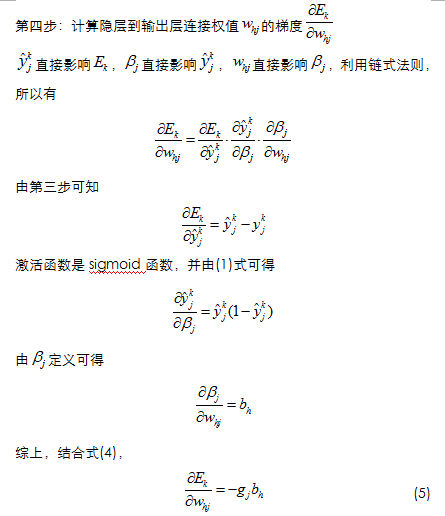 第四步：计算隐层到输出层连接权值 $w_{hj}$ 的梯度 $\frac{\partial E_k}{\partial w_{hj}}$
$\hat{y}_j^k$ 直接影响 $E_k$，$\beta_j$ 直接影响 $\hat{y}_j^k$，$w_{hj}$ 直接影响 $\beta_j$，利用链式法则，
所以有
$\frac{\partial E_k}{\partial w_{hj}} = \frac{\partial E_k}{\partial \hat{y}_j^k} \cdot \frac{\partial \hat{y}_j^k}{\partial \beta_j} \cdot \frac{\partial \beta_j}{\partial w_{hj}}$
由第三步可知
$\frac{\partial E_k}{\partial \hat{y}_j^k} = \hat{y}_j^k - y_j^k$
激活函数是 sigmoid 函数，并由(1)式可得
$\frac{\partial \hat{y}_j^k}{\partial \beta_j} = \hat{y}_j^k (1 - \hat{y}_j^k)$
由 $\beta_j$ 定义可得
$\frac{\partial \beta_j}{\partial w_{hj}} = b_h$
综上，结合式(4)，
$\frac{\partial E_k}{\partial w_{hj}} = -g_j b_h$ (5)